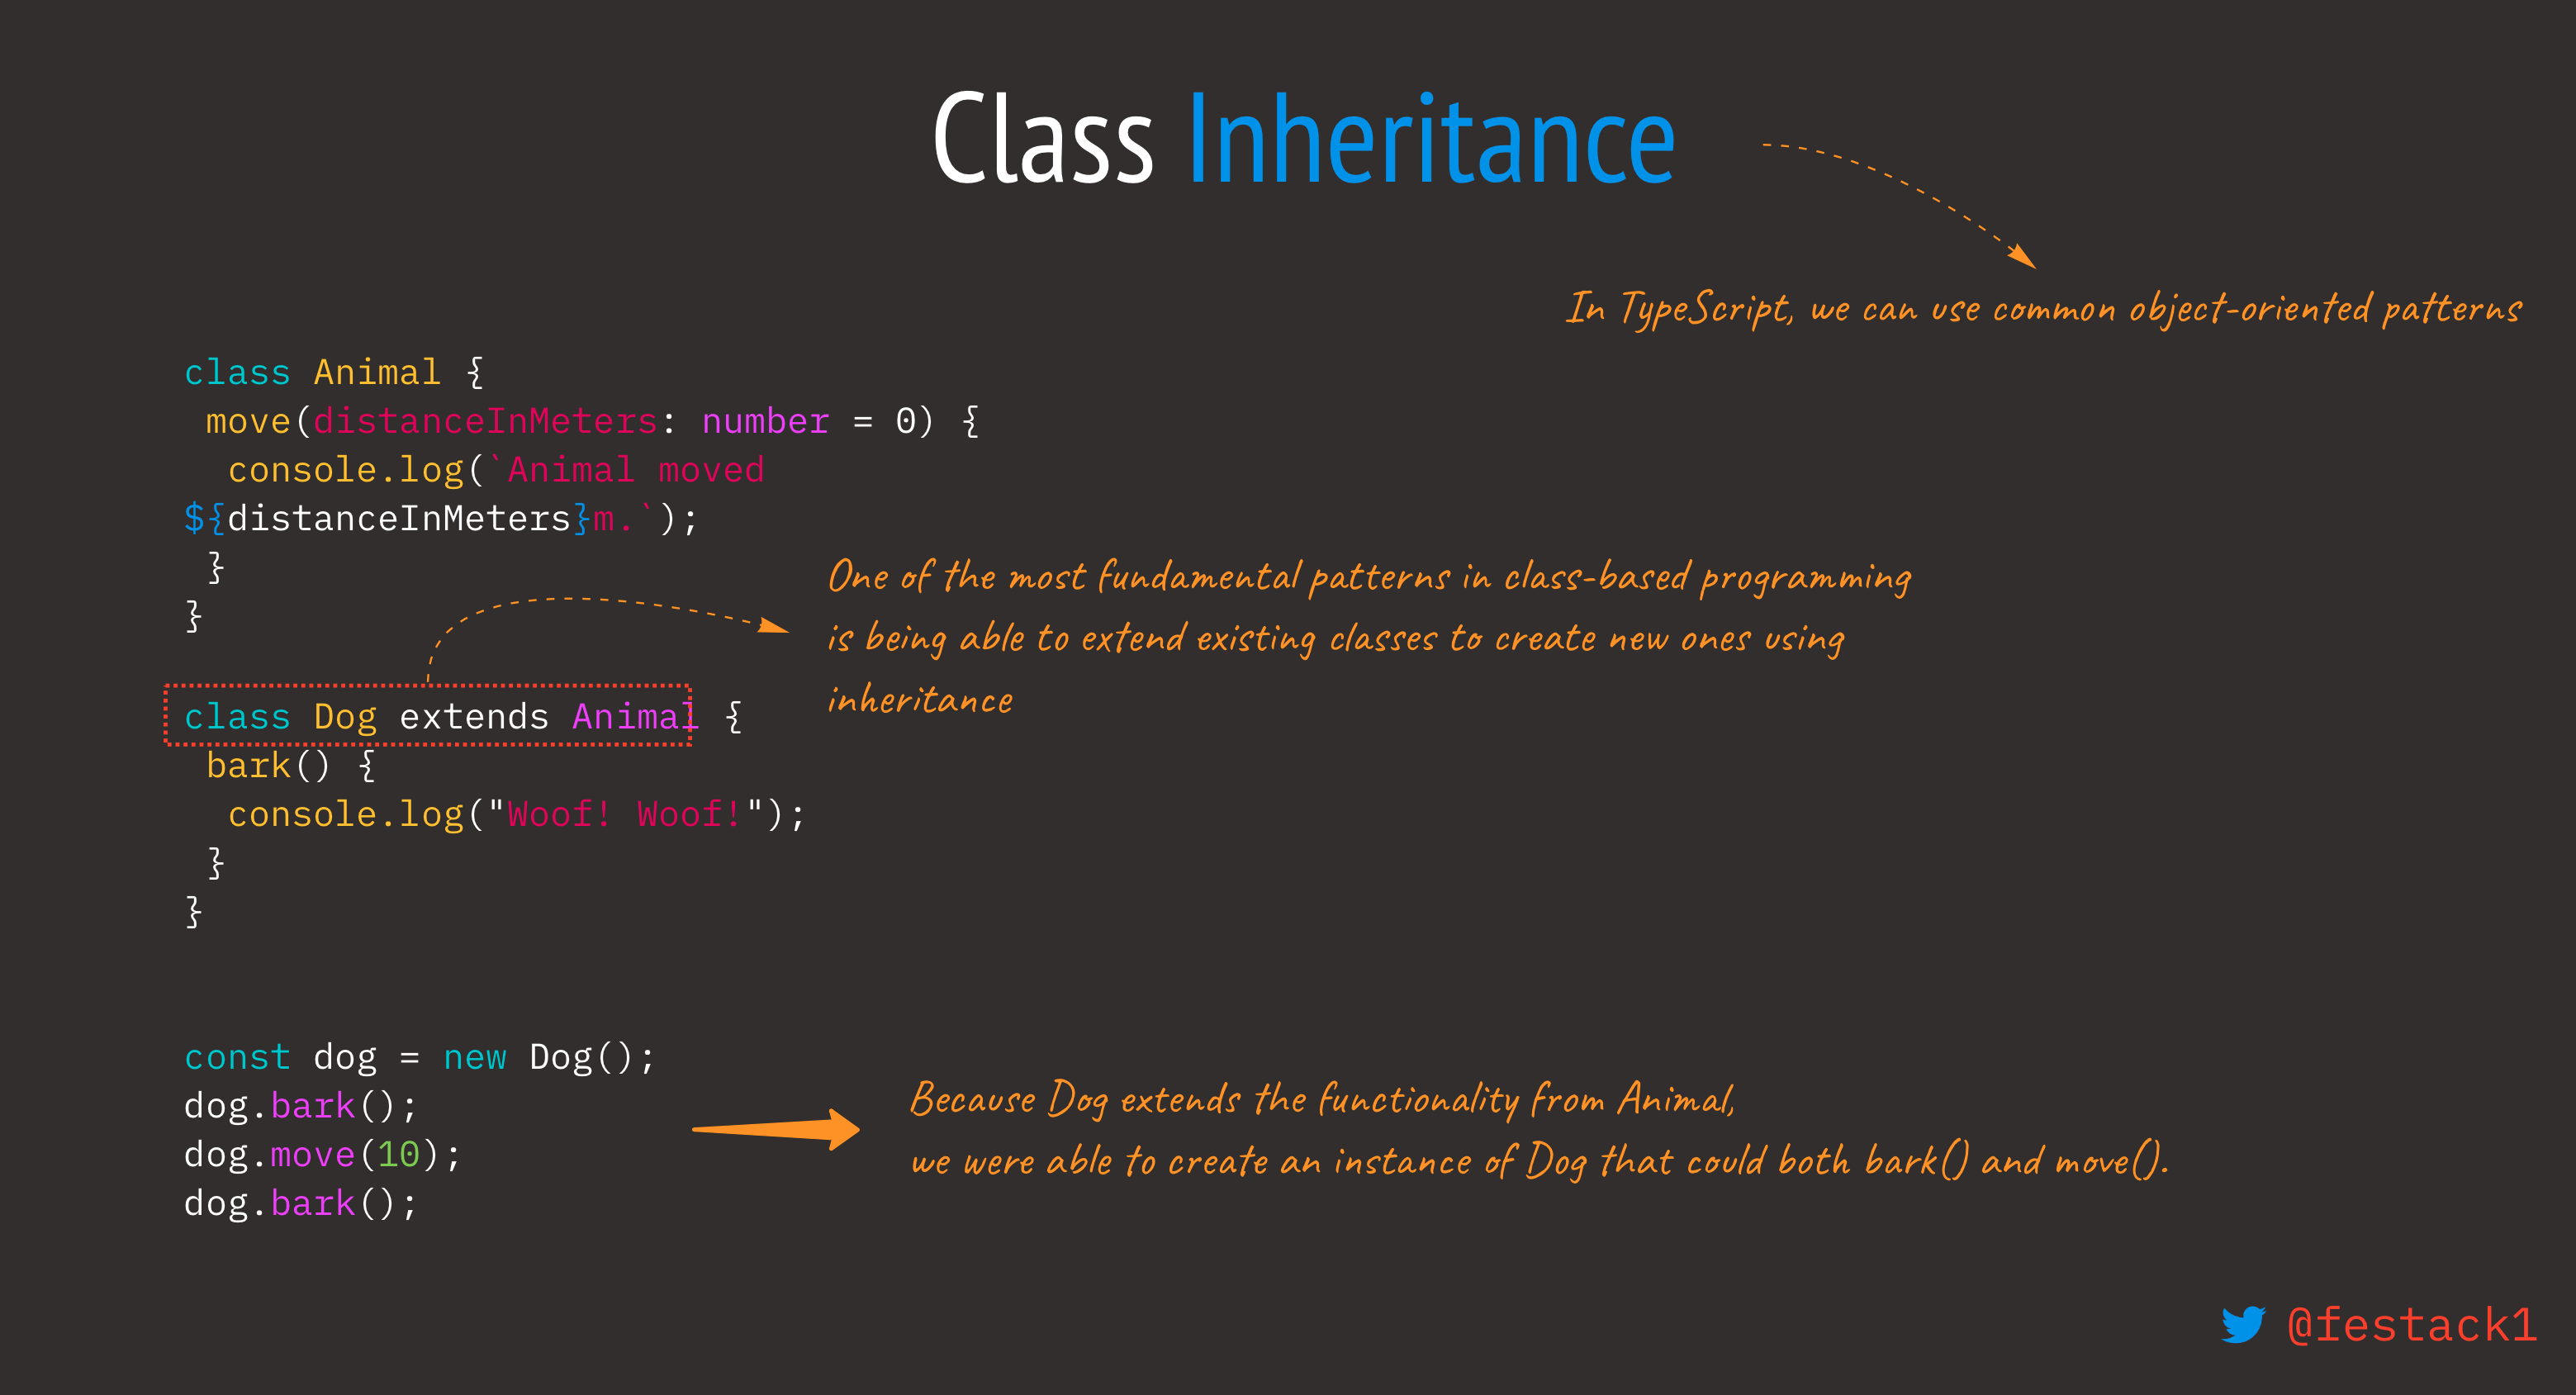 Class Inheritance
In TypeScript, we can use common object-oriented patterns
class Animal {
 move(distanceInMeters: number = 0) {
  console.log(`Animal moved
${distanceInMeters}m.`);
 }
}
One of the most fundamental patterns in class-based programming
is being able to extend existing classes to create new ones using
inheritance
class Dog extends Animal {
 bark() {
  console.log("Woof! Woof!");
 }
}
const dog = new Dog();
dog.bark();
dog.move(10);
dog.bark();
Because Dog extends the functionality from Animal,
we were able to create an instance of Dog that could both bark() and move().
@festack1